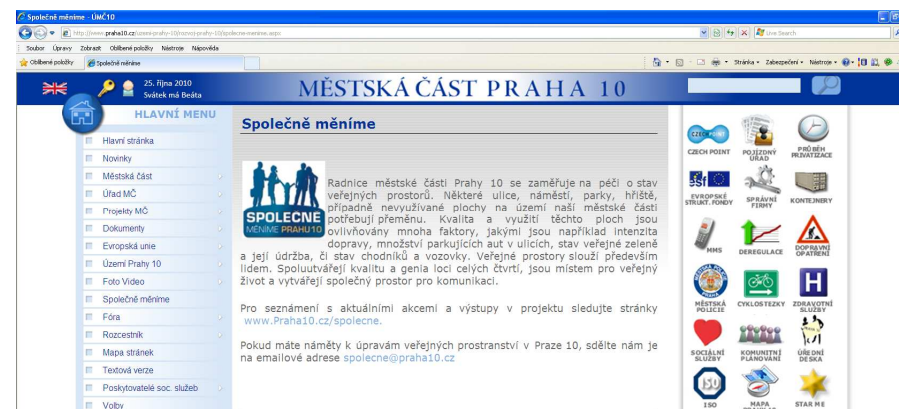 Společně měníme - ÚMČ10
http://www.praha10.cz/uzemi-prahy-10/rozvoj-prahy-10/spolecne-menime.aspx
Live Search
Soubor Úpravy Zobrazit Oblíbené položky Nástroje Nápověda
Oblíbené položky Společně měníme
Stránka Zabezpečení Nástroje
25. října 2010
Svátek má Beáta
MĚSTSKÁ ČÁST PRAHA 10
HLAVNÍ MENU
Hlavní stránka
Novinky
Městská část
Úřad MČ
Projekty MČ
Dokumenty
Evropská unie
Území Prahy 10
Foto Video
Společně měníme
Fóra
Rozcestník
Mapa stránek
Textová verze
Poskytovatelé soc. služeb
Volby
Společně měníme
SPOLEČNĚ
MĚNÍME PRAHU 10
Radnice městské části Prahy 10 se zaměřuje na péči o stav
veřejných prostorů. Některé ulice, náměstí, parky, hřiště,
případně nevyužívané plochy na území naší městské části
potřebují přeměnu. Kvalita a využití těchto ploch jsou
ovlivňovány mnoha faktory, jakými jsou například intenzita
dopravy, množství parkujících aut v ulicích, stav veřejné zeleně
a její údržba, či stav chodníků a vozovky. Veřejné prostory slouží především
lidem. Spoluutvářejí kvalitu a genia loci celých čtvrtí, jsou místem pro veřejný
život a vytvářejí společný prostor pro komunikaci.
Pro seznámení s aktuálními akcemi a výstupy v projektu sledujte stránky
www.Praha10.cz/spolecne.
Pokud máte náměty k úpravám veřejných prostranství v Praze 10, sdělte nám je
na emailové adrese spolecne@praha10.cz
CZECH POINT
POJÍZDNÝ
ÚŘAD
PRŮBĚH
PRIVATIZACE
esf
EVROPSKÉ
STRUKT. FONDY
SPRÁVNÍ
FIRMY
KONTEJNERY
MMS
DEREGULACE
DOPRAVNÍ
OPATŘENÍ
MĚSTSKÁ
POLICIE
CYKLOSTEZKY
H
ZDRAVOTNÍ
SLUŽBY
SOCIÁLNÍ
SLUŽBY
KOMUNITNÍ
PLÁNOVÁNÍ
ÚŘEDNÍ
DESKA
ISO
ISO
MAPA
STAR ME